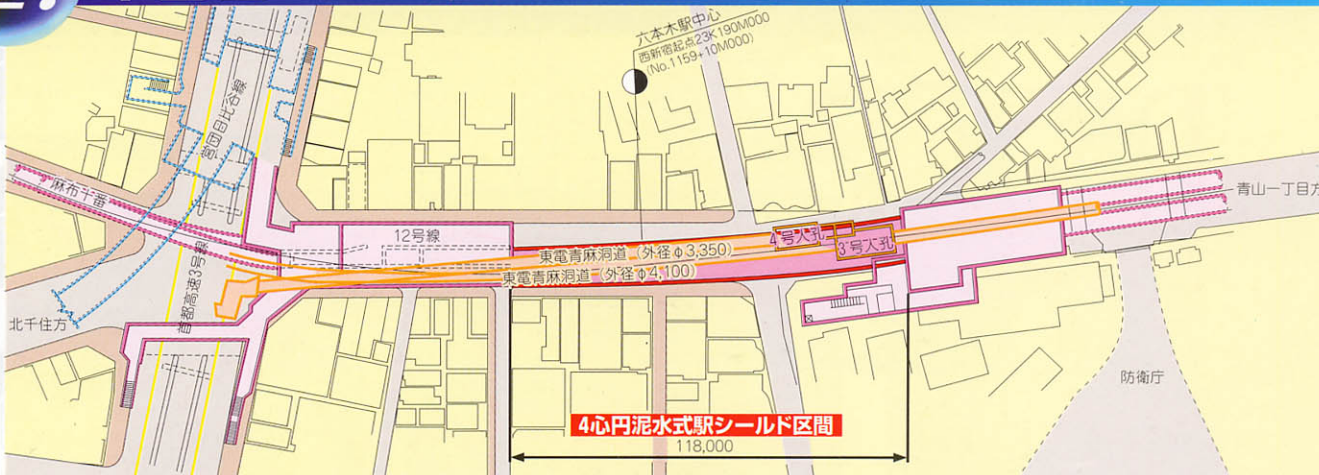 六本木駅中心
西新宿起点23K190M000
(No.1159+10M000)
営団日比谷線
麻布十番
12号線
東電青麻洞道(外径φ3,350)
東電青麻洞道(外径φ4,100)
4号人孔
3号人孔
青山一丁目方
首都高速3号線
北千住方
防衛庁
4心円泥水式駅シールド区間
118,000